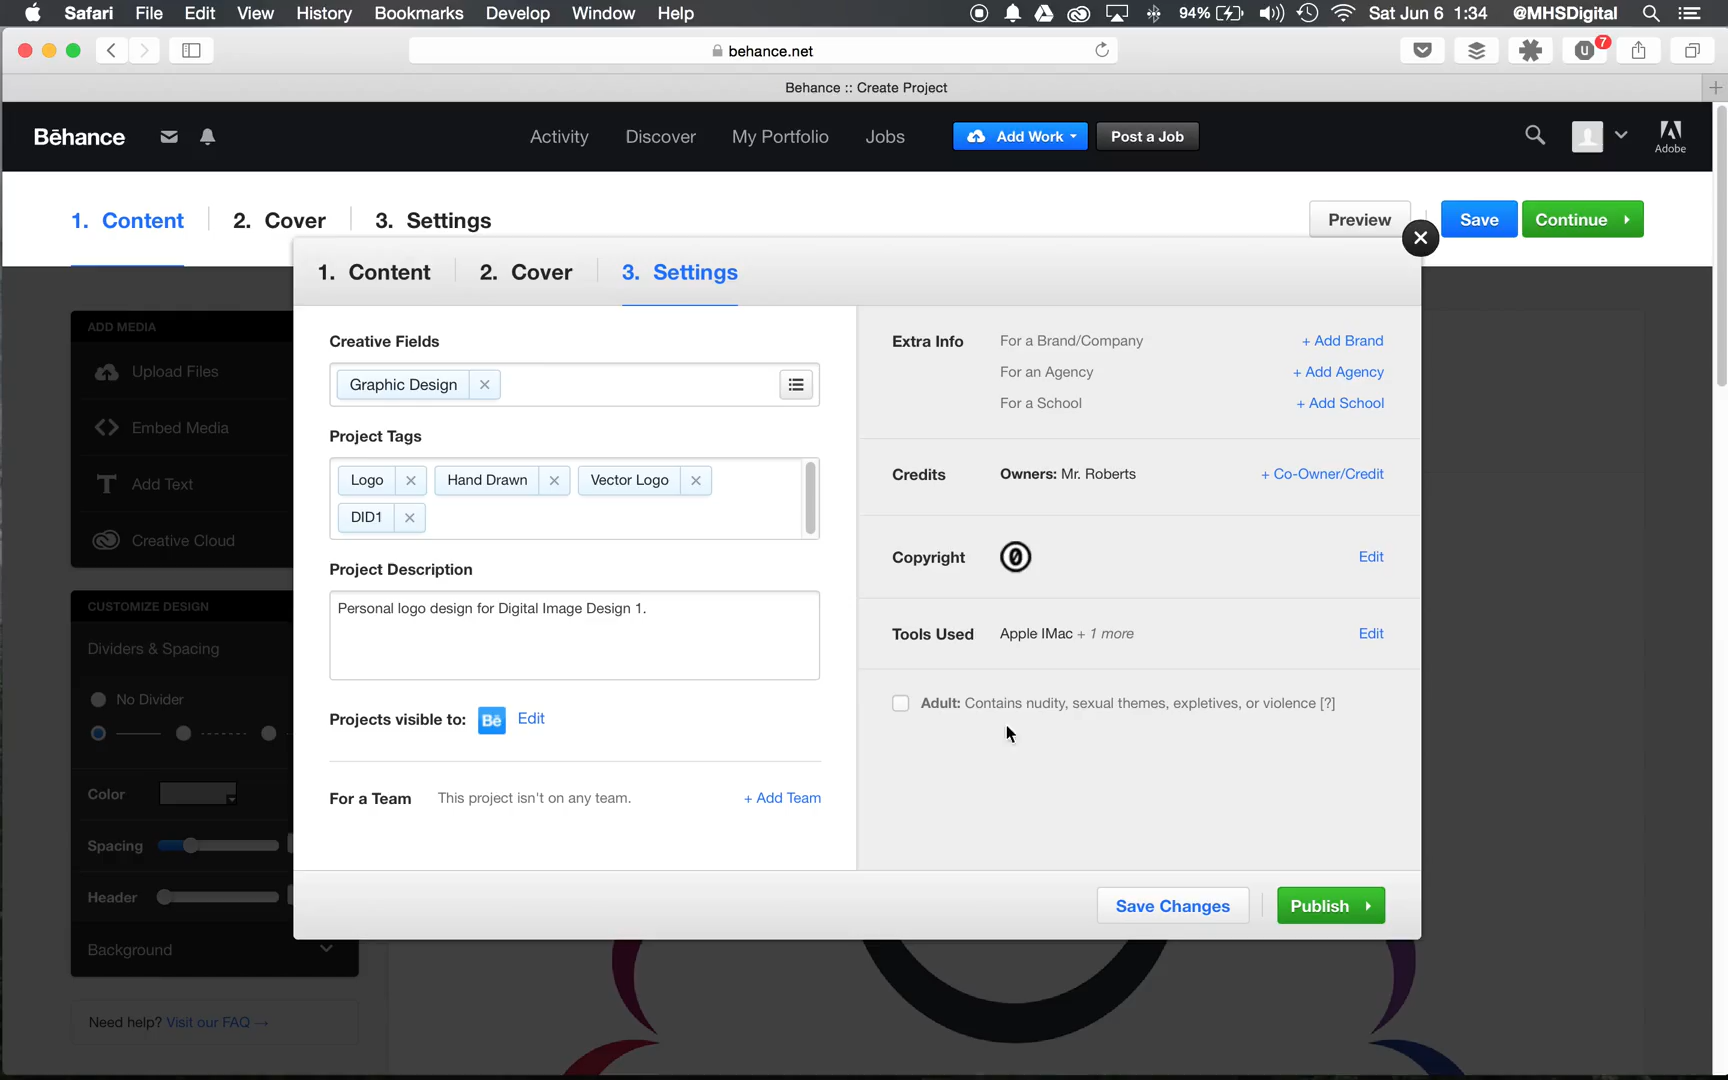 Safari File Edit View History Bookmarks Develop Window Help 94% Sat Jun 6 1:34 @MHSDigital
behance.net U 7
Behance :: Create Project
Bēhance Activity Discover My Portfolio Jobs Add Work Post a Job Adobe
1. Content 2. Cover 3. Settings Preview Save Continue
1. Content 2. Cover 3. Settings
ADD MEDIA
Upload Files
Embed Media
Add Text
Creative Cloud
CUSTOMIZE DESIGN
Dividers & Spacing
No Divider
Color
Spacing
Header
Background
Need help? Visit our FAQ →
Creative Fields
Graphic Design ×
Project Tags
Logo × Hand Drawn × Vector Logo ×
DID1 ×
Project Description
Personal logo design for Digital Image Design 1.
Projects visible to: Bē Edit
For a Team This project isn't on any team. + Add Team
Extra Info For a Brand/Company + Add Brand
For an Agency + Add Agency
For a School + Add School
Credits Owners: Mr. Roberts + Co-Owner/Credit
Copyright 0 Edit
Tools Used Apple IMac + 1 more Edit
Adult: Contains nudity, sexual themes, expletives, or violence [?]
Save Changes Publish